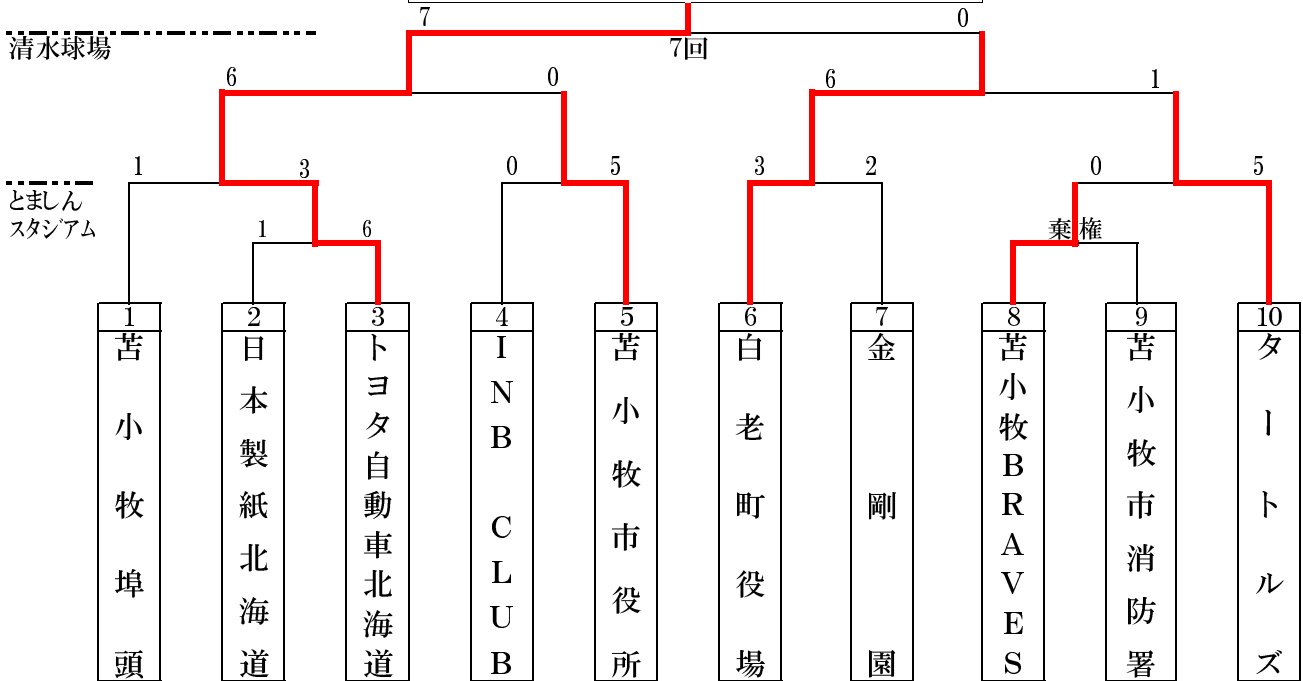 7 0
清水球場
7回
6 0 6 1
1 3 0 5 3 2 0 5
とましん
スタジアム
1 6 棄権
1 2 3 4 5 6 7 8 9 10
苫小牧埠頭
日本製紙北海道
トヨタ自動車北海道
INB CLUB
苫小牧市役所
白老町役場
金剛園
苫小牧BRAVES
苫小牧市消防署
タートルズ